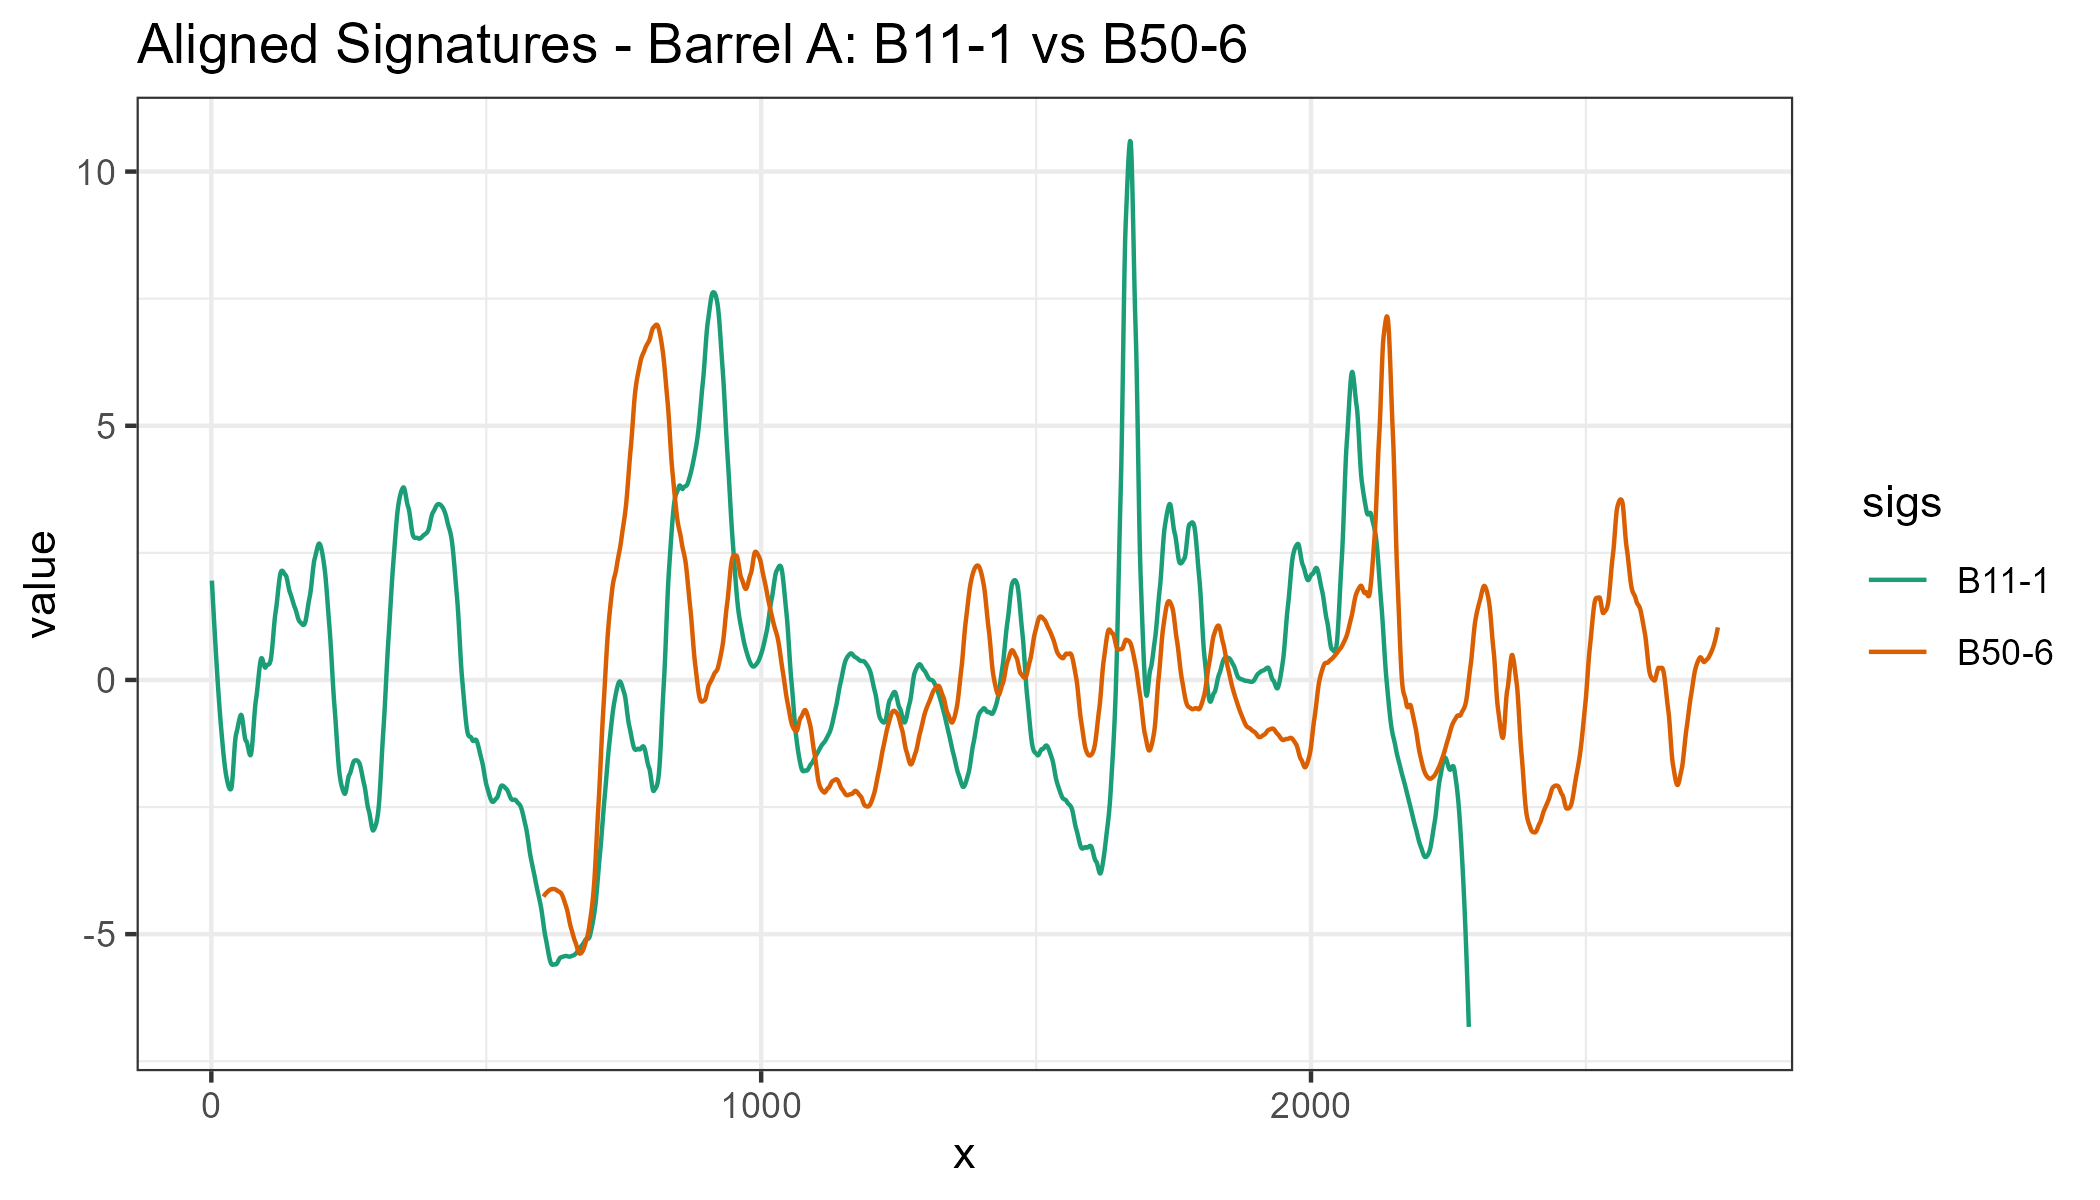 Aligned Signatures - Barrel A: B11-1 vs B50-6
10
5
0
-5
value
0
1000
2000
x
sigs
B11-1
B50-6